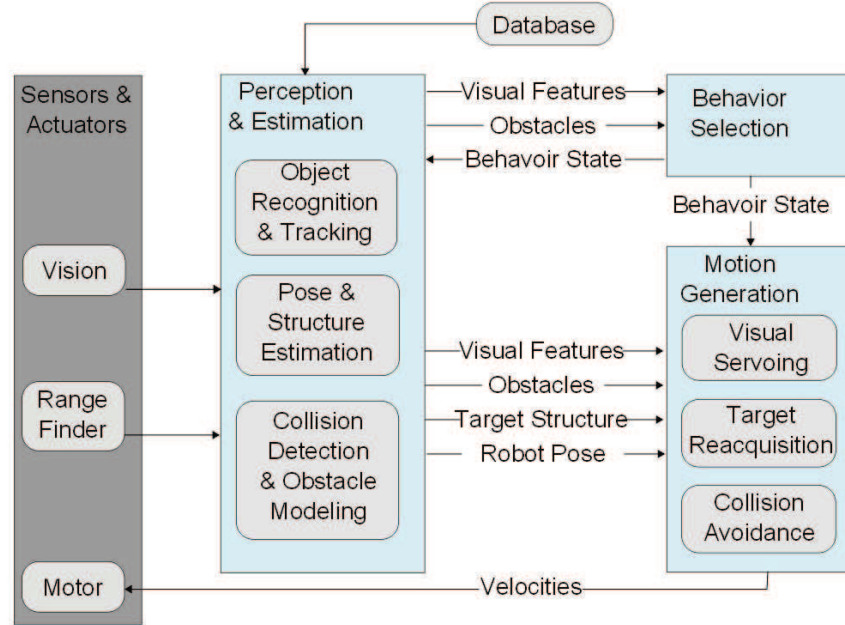 Database
Sensors &
Actuators
Vision
Range
Finder
Motor
Perception
& Estimation
Object
Recognition
& Tracking
Pose &
Structure
Estimation
Collision
Detection
& Obstacle
Modeling
Visual Features
Obstacles
Behavoir State
Behavior
Selection
Behavoir State
Visual Features
Obstacles
Target Structure
Robot Pose
Motion
Generation
Visual
Servoing
Target
Reacquisition
Collision
Avoidance
Velocities